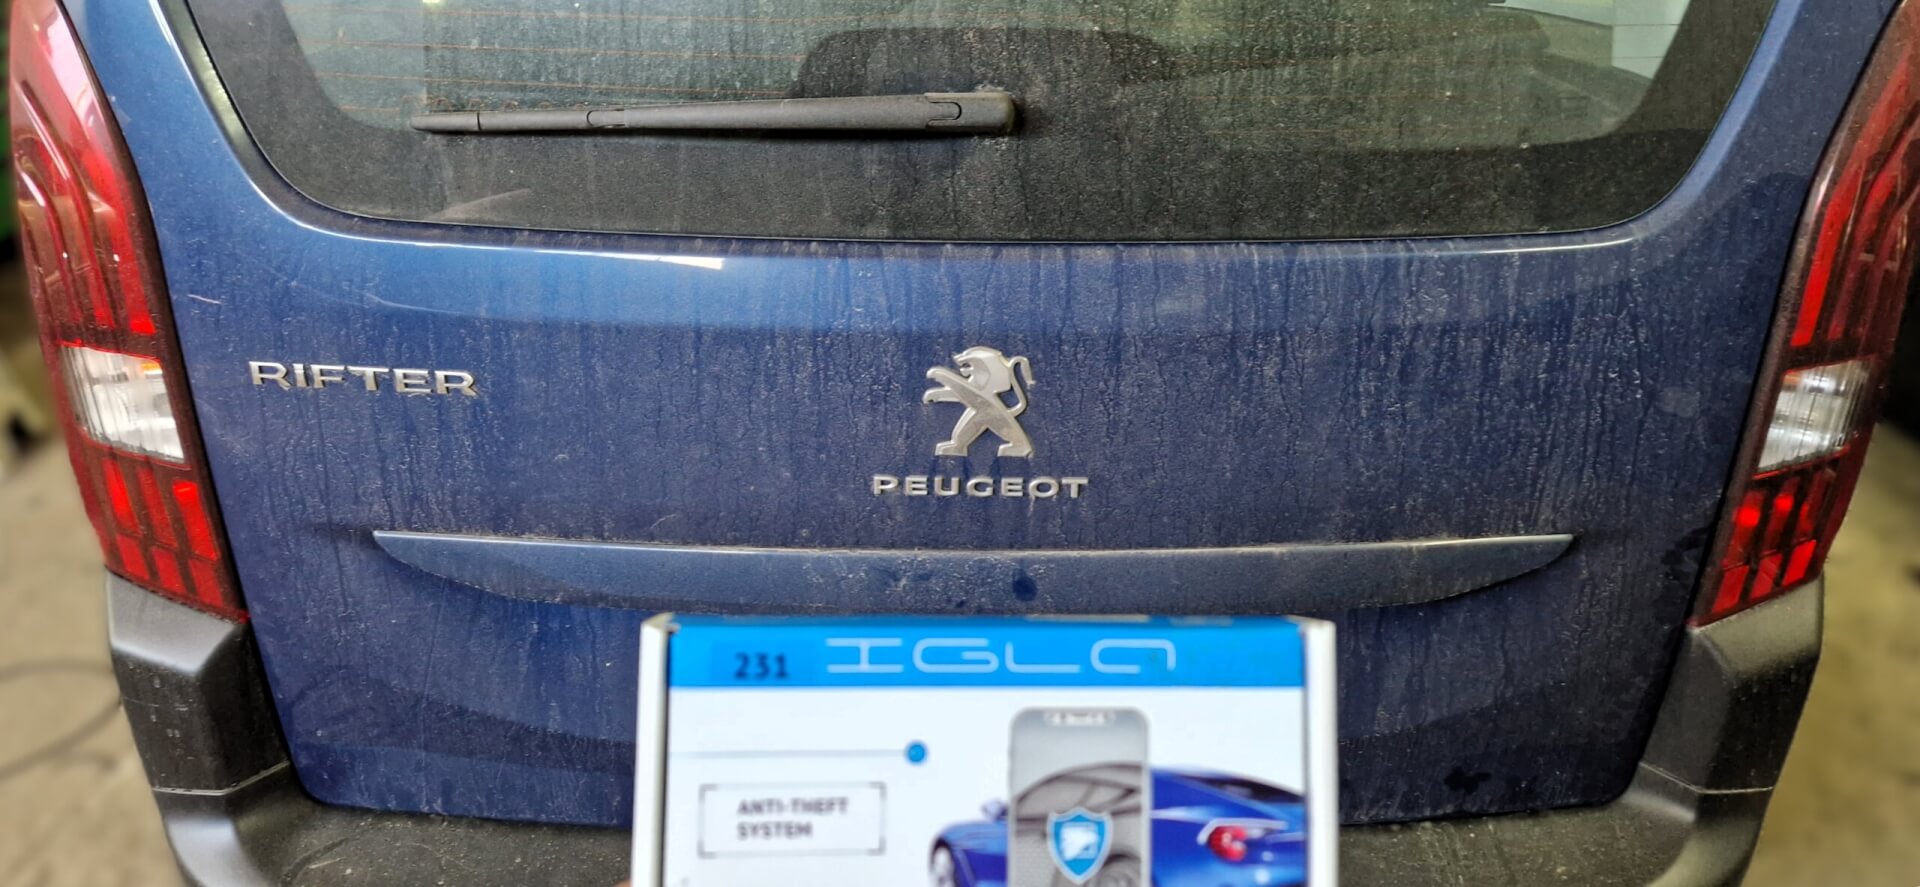 RIFTER
PEUGEOT
231 IGLA
ANTI-THEFT
SYSTEM